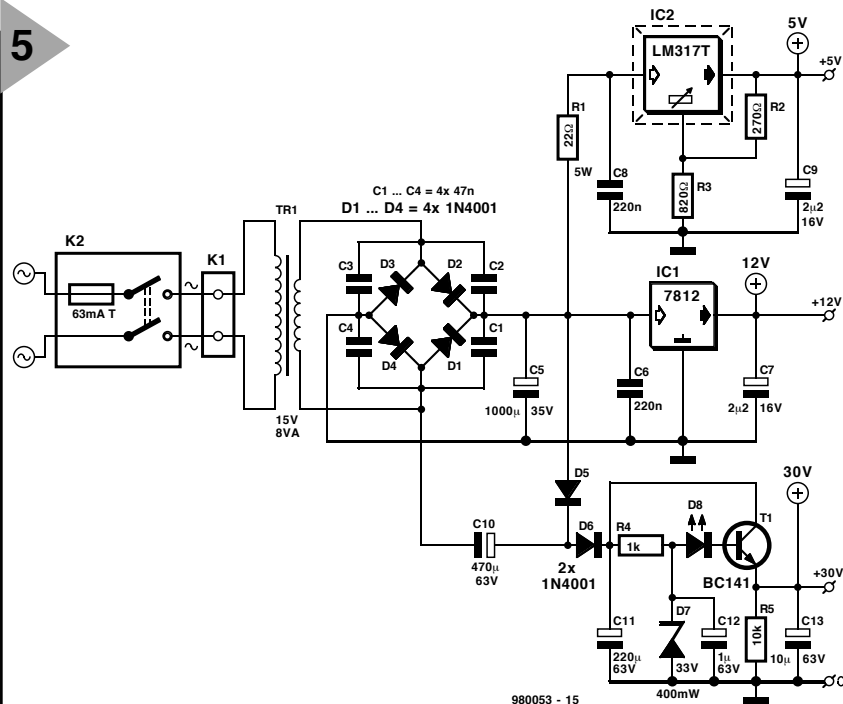 5
IC2
LM317T
5V
+5V
R1
22Ω
5W
C8
220n
R2
270Ω
R3
820Ω
C9
2µ2
16V
C1 ... C4 = 4x 47n
D1 ... D4 = 4x 1N4001
TR1
K2
63mA T
~
~
K1
15V
8VA
C3
D3
D2
C2
C4
D4
D1
C1
C5
1000µ
35V
C6
220n
IC1
7812
12V
+12V
C7
2µ2
16V
C10
470µ
63V
D5
D6
2x
1N4001
R4
1k
D8
T1
BC141
30V
+30V
C11
220µ
63V
D7
33V
400mW
C12
1µ
63V
R5
10k
C13
10µ
63V
980053 - 15